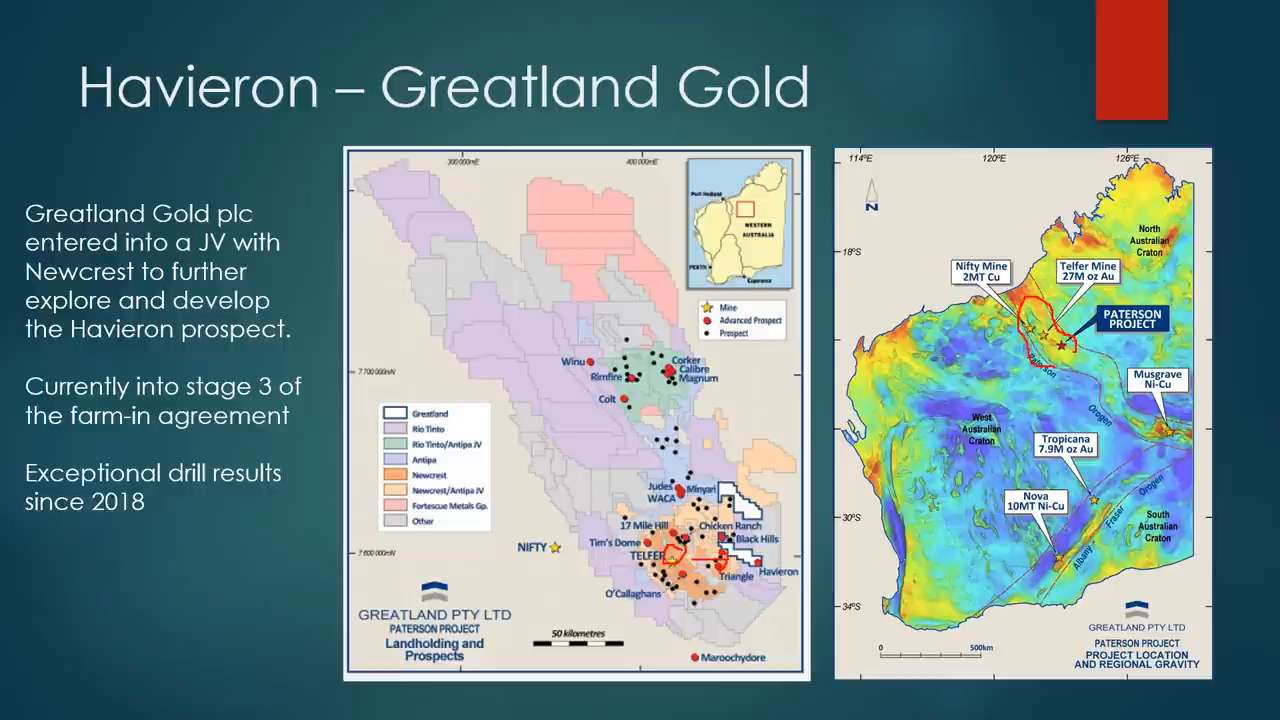 Havieron – Greatland Gold
Greatland Gold plc
entered into a JV with
Newcrest to further
explore and develop
the Havieron prospect.
Currently into stage 3 of
the farm-in agreement
Exceptional drill results
since 2018
300 000mE
400 000mE
Port Hedland
WESTERN
AUSTRALIA
PERTH
Esperance
Mine
Advanced Prospect
Prospect
Winu
Corker
Calibre
Magnum
Rimfire
Colt
7 700 000mN
Greatland
Rio Tinto
Rio Tinto/Antipa JV
Antipa
Newcrest
Newcrest/Antipa JV
Fortescue Metals Gp.
Other
Judes
WACA
Minyari
17 Mile Hill
Chicken Ranch
Tim's Dome
Black Hills
NIFTY
7 600 000mN
TELFER
Havieron
Triangle
O'Callaghans
GREATLAND PTY LTD
PATERSON PROJECT
Landholding and
Prospects
50 kilometres
Maroochydore
114ºE
120ºE
126ºE
N
North
Australian
Craton
18ºS
Nifty Mine
2MT Cu
Telfer Mine
27M oz Au
PATERSON
PROJECT
Paterson
Orogen
Musgrave
Ni-Cu
West
Australian
Craton
Tropicana
7.9M oz Au
Nova
10MT Ni-Cu
30ºS
Albany
Fraser
Orogen
South
Australian
Craton
34ºS
GREATLAND PTY LTD
0
500km
PATERSON PROJECT
PROJECT LOCATION
AND REGIONAL GRAVITY